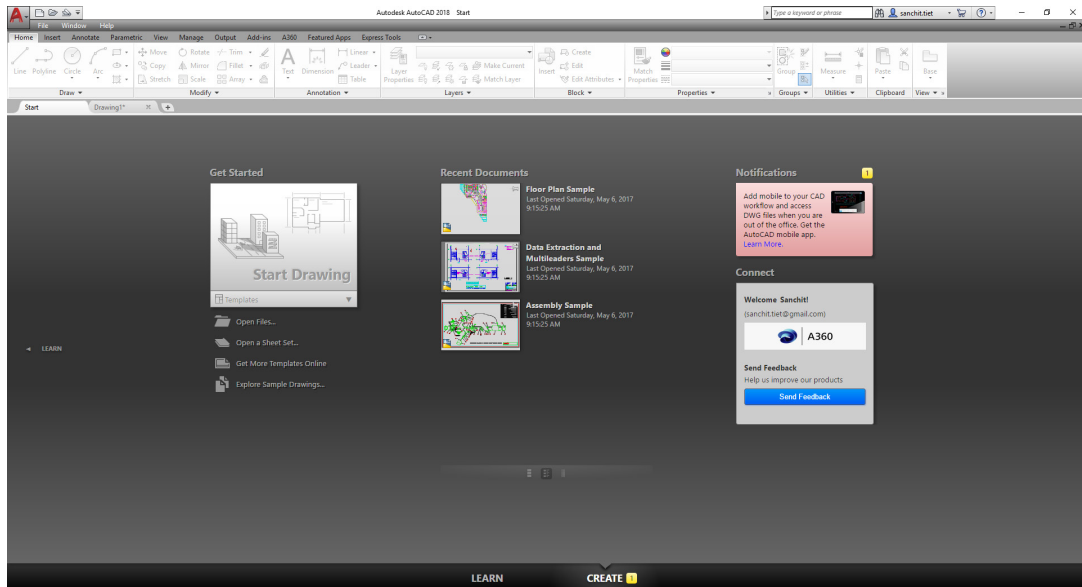 Autodesk AutoCAD 2018 Start
Type a keyword or phrase
sanchit.tiet
File Window Help
Home Insert Annotate Parametric View Manage Output Add-ins A360 Featured Apps Express Tools
Line Polyline Circle Arc
Move Rotate Trim
Copy Mirror Fillet
Stretch Scale Array
Text Dimension
Linear
Leader
Table
Layer Properties
Make Current
Match Layer
Insert
Create
Edit
Edit Attributes
Match Properties
Group
Measure
Paste
Base
Draw Modify Annotation Layers Block Properties Groups Utilities Clipboard View
Start Drawing1*
Get Started
Start Drawing
Templates
Open Files...
Open a Sheet Set...
Get More Templates Online
Explore Sample Drawings...
LEARN
Recent Documents
Floor Plan Sample
Last Opened Saturday, May 6, 2017
9:15:25 AM
Data Extraction and
Multileaders Sample
Last Opened Saturday, May 6, 2017
9:15:25 AM
Assembly Sample
Last Opened Saturday, May 6, 2017
9:15:25 AM
Notifications 1
Add mobile to your CAD
workflow and access
DWG files when you are
out of the office. Get the
AutoCAD mobile app.
Learn More.
Connect
Welcome Sanchit!
(sanchit.tiet@gmail.com)
A360
Send Feedback
Help us improve our products
Send Feedback
LEARN CREATE 1